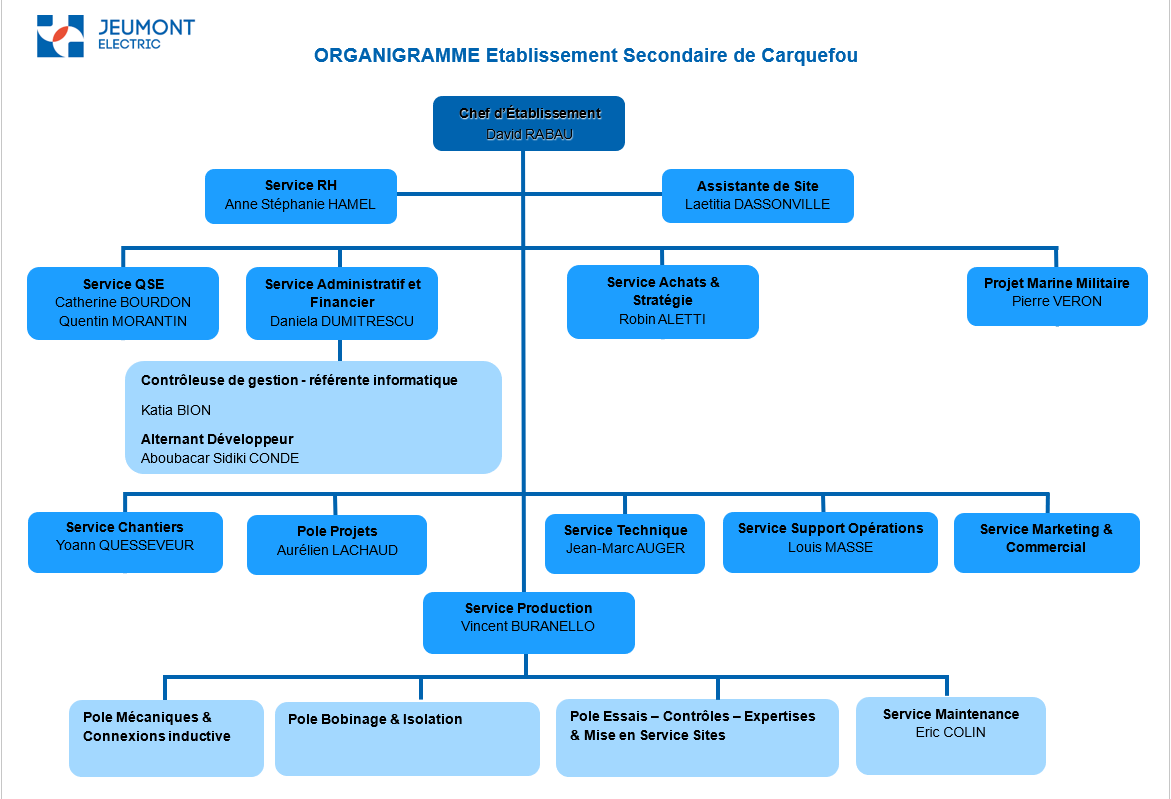 JEUMONT
ELECTRIC
ORGANIGRAMME Etablissement Secondaire de Carquefou
Chef d'Établissement
David RABAU
Service RH
Anne Stéphanie HAMEL
Assistante de Site
Laetitia DASSONVILLE
Service QSE
Catherine BOURDON
Quentin MORANTIN
Service Administratif et
Financier
Daniela DUMITRESCU
Service Achats &
Stratégie
Robin ALETTI
Projet Marine Militaire
Pierre VERON
Contrôleuse de gestion - référente informatique
Katia BION
Alternant Développeur
Aboubacar Sidiki CONDE
Service Chantiers
Yoann QUESSEVEUR
Pole Projets
Aurélien LACHAUD
Service Technique
Jean-Marc AUGER
Service Support Opérations
Louis MASSE
Service Marketing &
Commercial
Service Production
Vincent BURANELLO
Pole Mécaniques &
Connexions inductive
Pole Bobinage & Isolation
Pole Essais – Contrôles – Expertises
& Mise en Service Sites
Service Maintenance
Eric COLIN